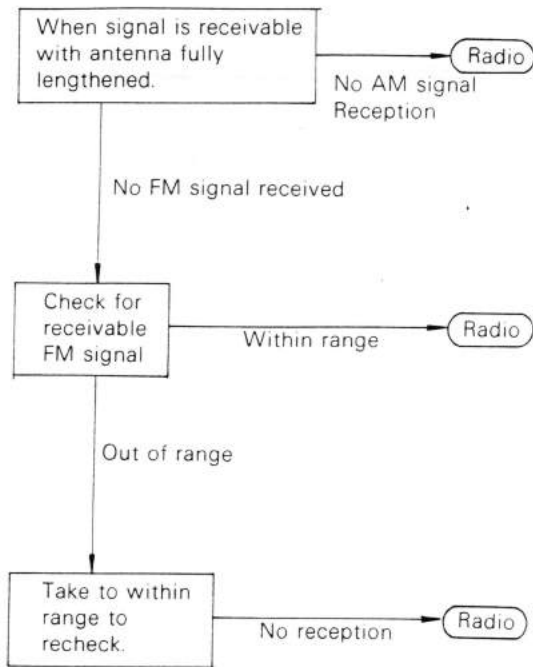 When signal is receivable
with antenna fully
lengthened.
Radio
No AM signal
Reception
No FM signal received
Check for
receivable
FM signal
Within range
Radio
Out of range
Take to within
range to
recheck.
No reception
Radio